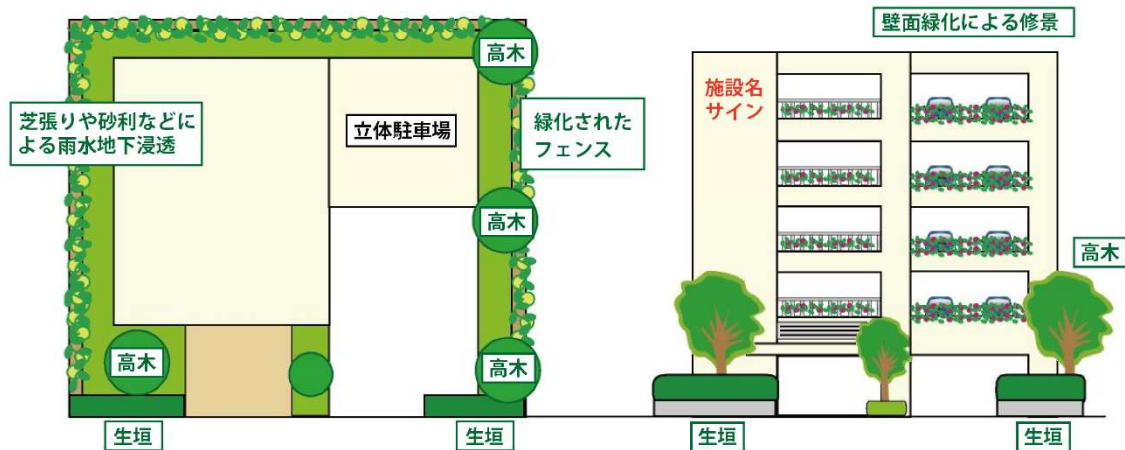 壁面緑化による修景
高木
施設名
サイン
芝張りや砂利などに
よる雨水地下浸透
立体駐車場
緑化された
フェンス
高木
高木
高木
高木
生垣
生垣
生垣
生垣